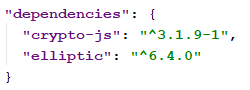 "dependencies": {
  "crypto-js": "^3.1.9-1",
  "elliptic": "^6.4.0"
}